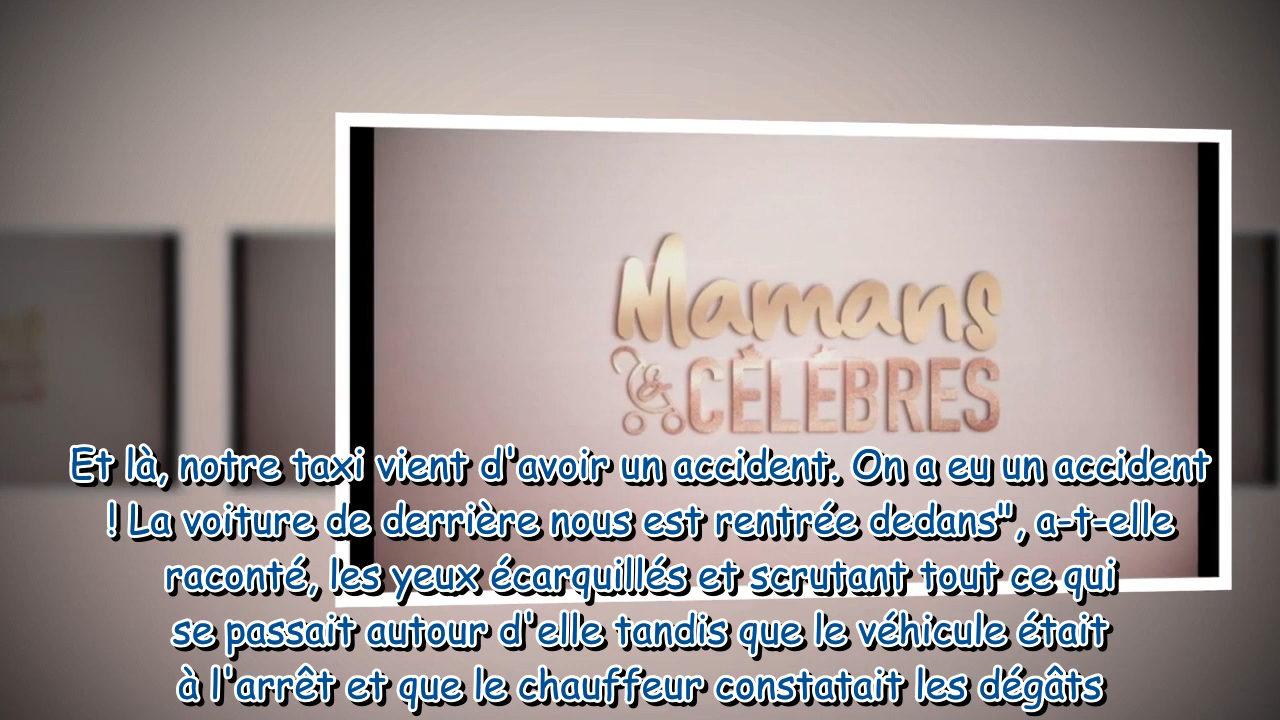 Mamans
& CÉLÈBRES
Et là, notre taxi vient d'avoir un accident. On a eu un accident
! La voiture de derrière nous est rentrée dedans", a-t-elle
raconté, les yeux écarquillés et scrutant tout ce qui
se passait autour d'elle tandis que le véhicule était
à l'arrêt et que le chauffeur constatait les dégâts